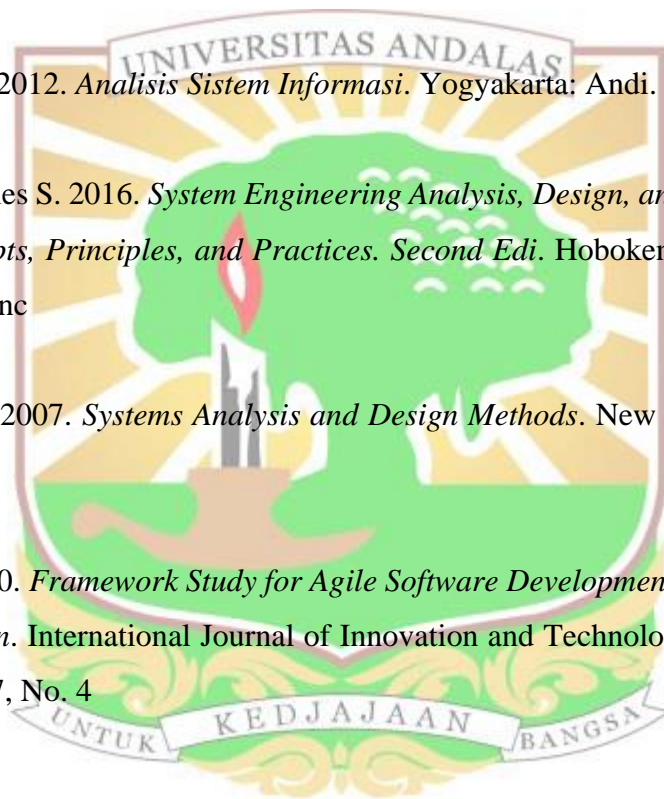 UNIVERSITAS ANDALAS
2012. Analisis Sistem Informasi. Yogyakarta: Andi.
es S. 2016. System Engineering Analysis, Design, an
pts, Principles, and Practices. Second Edi. Hoboken
nc
2007. Systems Analysis and Design Methods. New
0. Framework Study for Agile Software Developmen
n. International Journal of Innovation and Technolo
7, No. 4
UNTUK KEDJAJAAN BANGSA